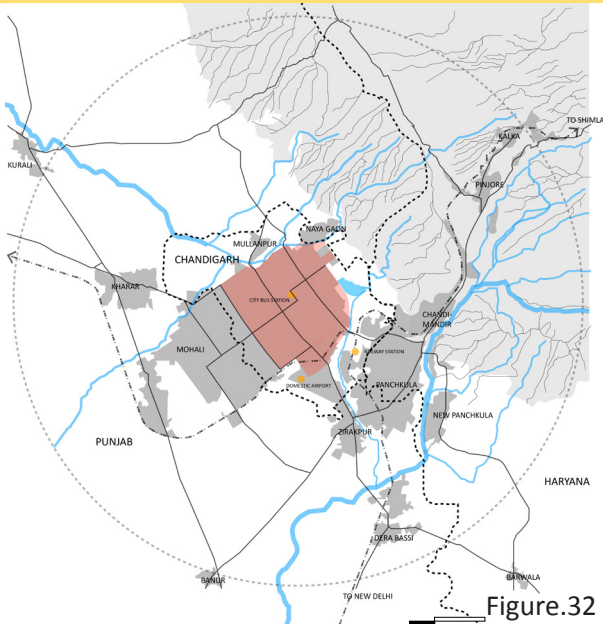 TO SHIMLA
KALKA
KURALI
PINJORE
NAYA GAON
MULLANPUR
CHANDIGARH
KHARAR
CITY BUS STATION
CHANDI-
MANDIR
MOHALI
RAILWAY STATION
DOMESTIC AIRPORT
PANCHKULA
NEW PANCHKULA
ZIRAKPUR
PUNJAB
HARYANA
DERA BASSI
BANUR
BARWALA
TO NEW DELHI
Figure.32